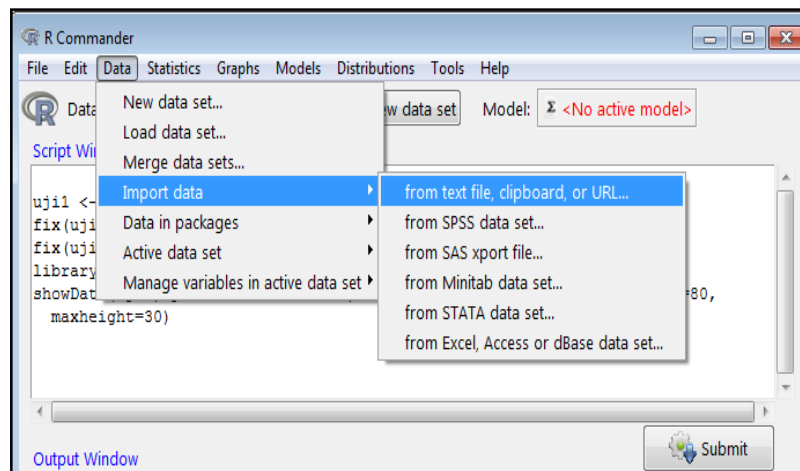 R Commander
File Edit Data Statistics Graphs Models Distributions Tools Help
Data
data set
Model: Σ <No active model>
New data set...
Load data set...
Merge data sets...
Import data
Data in packages
Active data set
Manage variables in active data set
from text file, clipboard, or URL...
from SPSS data set...
from SAS xport file...
from Minitab data set...
from STATA data set...
from Excel, Access or dBase data set...
Script
uji1 <-
fix(uji
fix(uji
library
showDat
=80,
maxheight=30)
Submit
Output Window